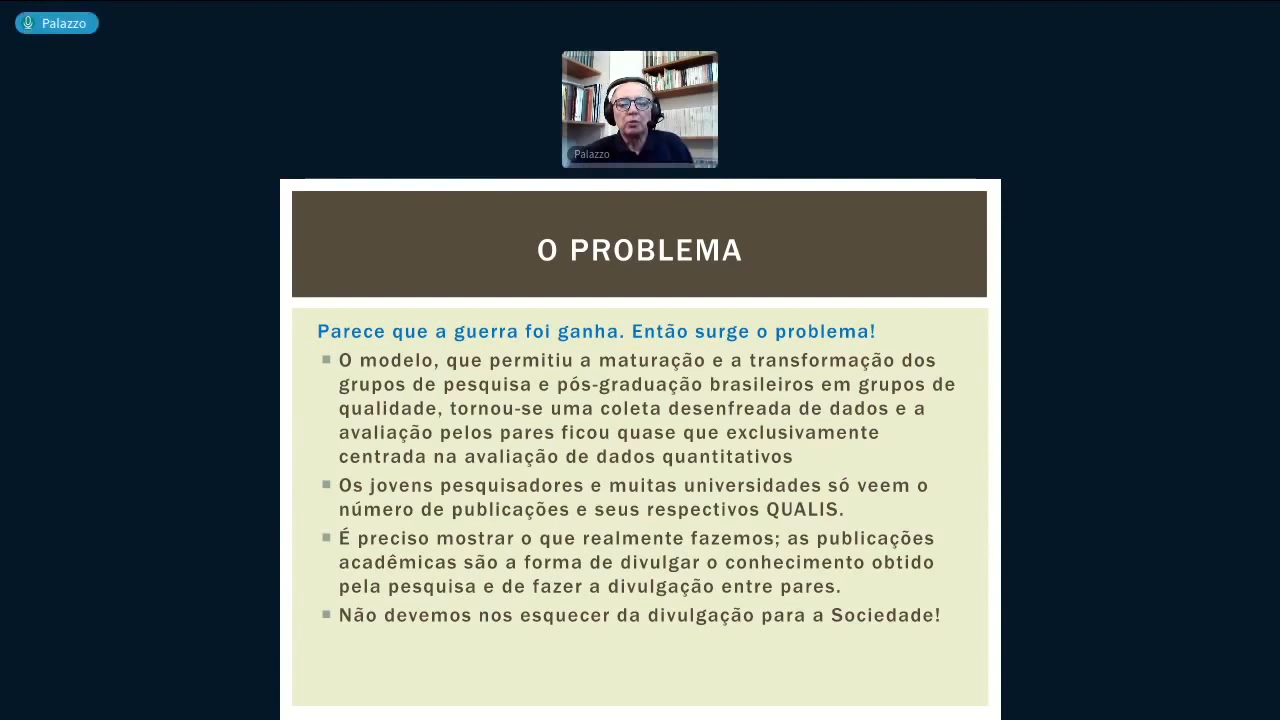 Palazzo
Palazzo
O PROBLEMA
Parece que a guerra foi ganha. Então surge o problema!
O modelo, que permitiu a maturação e a transformação dos
grupos de pesquisa e pós-graduação brasileiros em grupos de
qualidade, tornou-se uma coleta desenfreada de dados e a
avaliação pelos pares ficou quase que exclusivamente
centrada na avaliação de dados quantitativos
Os jovens pesquisadores e muitas universidades só veem o
número de publicações e seus respectivos QUALIS.
É preciso mostrar o que realmente fazemos; as publicações
acadêmicas são a forma de divulgar o conhecimento obtido
pela pesquisa e de fazer a divulgação entre pares.
Não devemos nos esquecer da divulgação para a Sociedade!